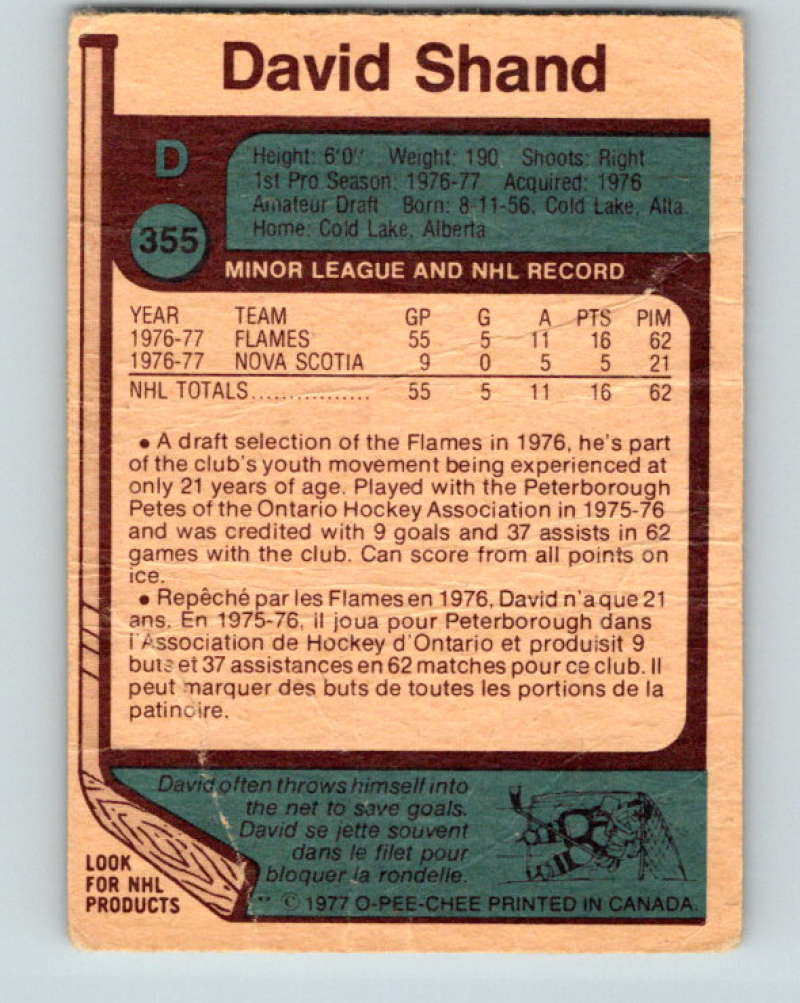 David Shand
D
Height: 6'0" Weight: 190 Shoots: Right
1st Pro Season: 1976-77 Acquired: 1976
Amateur Draft Born: 8-11-56, Cold Lake, Alta.
Home: Cold Lake, Alberta
355
MINOR LEAGUE AND NHL RECORD
YEAR TEAM GP G A PTS PIM
1976-77 FLAMES 55 5 11 16 62
1976-77 NOVA SCOTIA 9 0 5 5 21
NHL TOTALS................ 55 5 11 16 62
• A draft selection of the Flames in 1976, he's part
of the club's youth movement being experienced at
only 21 years of age. Played with the Peterborough
Petes of the Ontario Hockey Association in 1975-76
and was credited with 9 goals and 37 assists in 62
games with the club. Can score from all points on
ice.
• Repêché par les Flames en 1976, David n'a que 21
ans. En 1975-76, il joua pour Peterborough dans
l'Association de Hockey d'Ontario et produisit 9
buts et 37 assistances en 62 matches pour ce club. Il
peut marquer des buts de toutes les portions de la
patinoire.
David often throws himself into
the net to save goals.
David se jette souvent
dans le filet pour
bloquer la rondelle.
LOOK
FOR NHL
PRODUCTS
** © 1977 O-PEE-CHEE PRINTED IN CANADA.